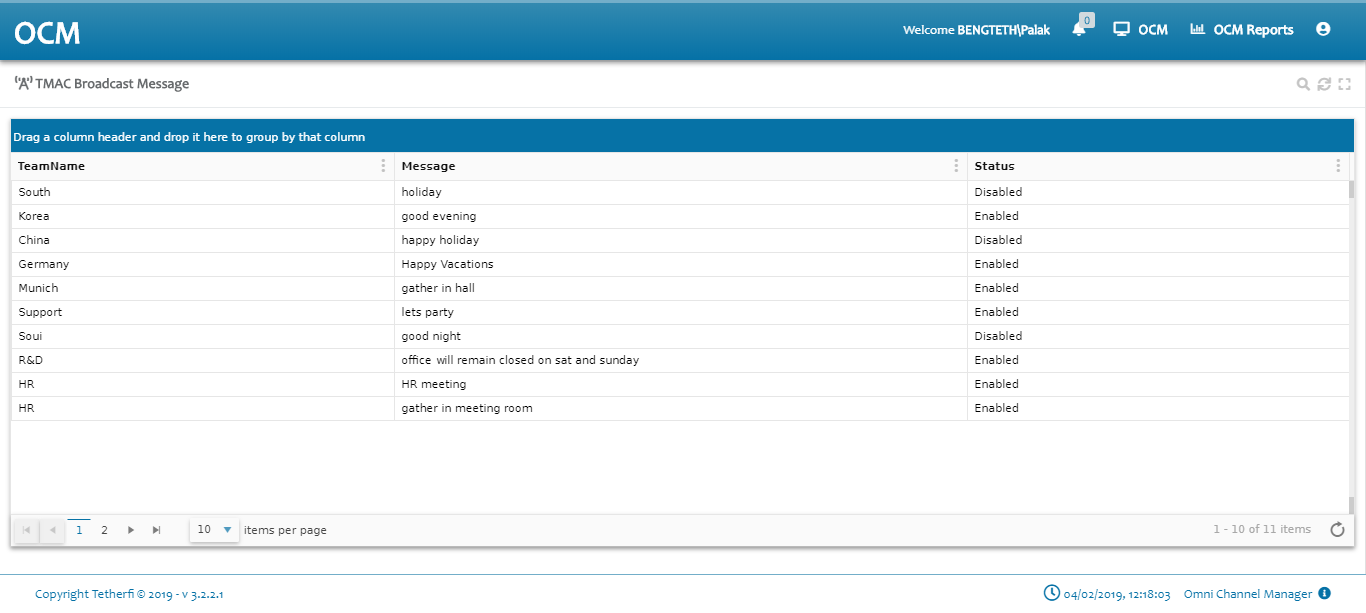 OCM
Welcome BENGTETH\Palak 0 OCM OCM Reports
TMAC Broadcast Message
Drag a column header and drop it here to group by that column
TeamName Message Status
South holiday Disabled
Korea good evening Enabled
China happy holiday Disabled
Germany Happy Vacations Enabled
Munich gather in hall Enabled
Support lets party Enabled
Soui good night Disabled
R&D office will remain closed on sat and sunday Enabled
HR HR meeting Enabled
HR gather in meeting room Enabled
1 2 10 items per page 1 - 10 of 11 items
Copyright Tetherfi © 2019 - v 3.2.2.1 04/02/2019, 12:18:03 Omni Channel Manager